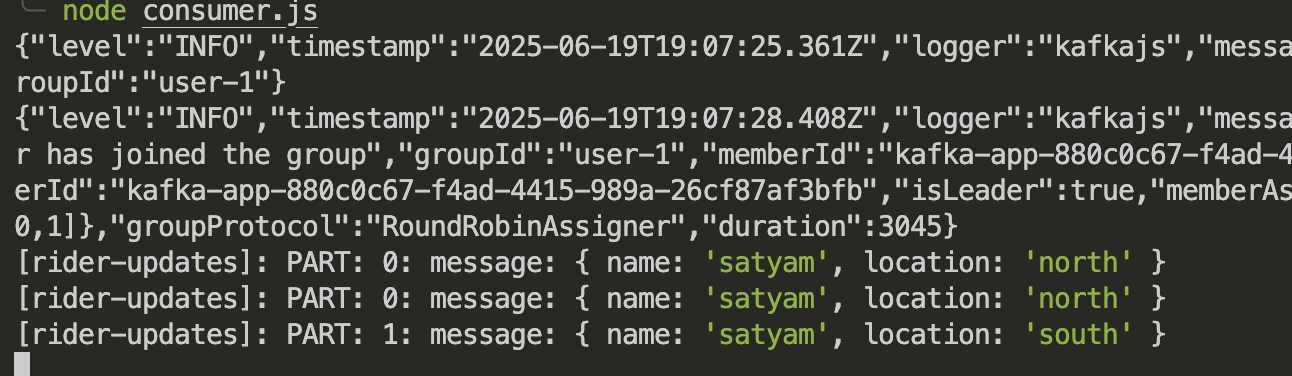 node consumer.js
{"level":"INFO","timestamp":"2025-06-19T19:07:25.361Z","logger":"kafkajs","messa
roupId":"user-1"}
{"level":"INFO","timestamp":"2025-06-19T19:07:28.408Z","logger":"kafkajs","messa
r has joined the group","groupId":"user-1","memberId":"kafka-app-880c0c67-f4ad-4
erId":"kafka-app-880c0c67-f4ad-4415-989a-26cf87af3bfb","isLeader":true,"memberAs
0,1]},"groupProtocol":"RoundRobinAssigner","duration":3045}
[rider-updates]: PART: 0: message: { name: 'satyam', location: 'north' }
[rider-updates]: PART: 0: message: { name: 'satyam', location: 'north' }
[rider-updates]: PART: 1: message: { name: 'satyam', location: 'south' }